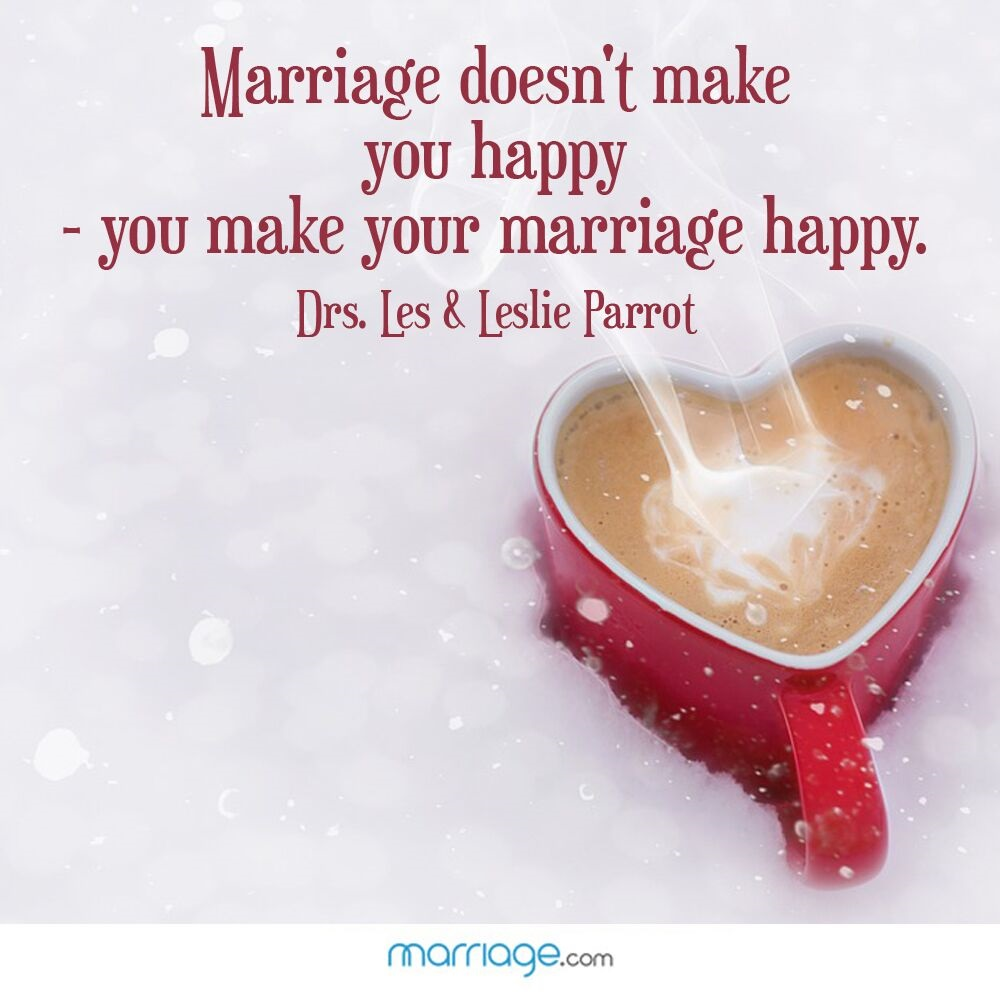 Marriage doesn't make
you happy
- you make your marriage happy.
Drs. Les & Leslie Parrot
marriage.com